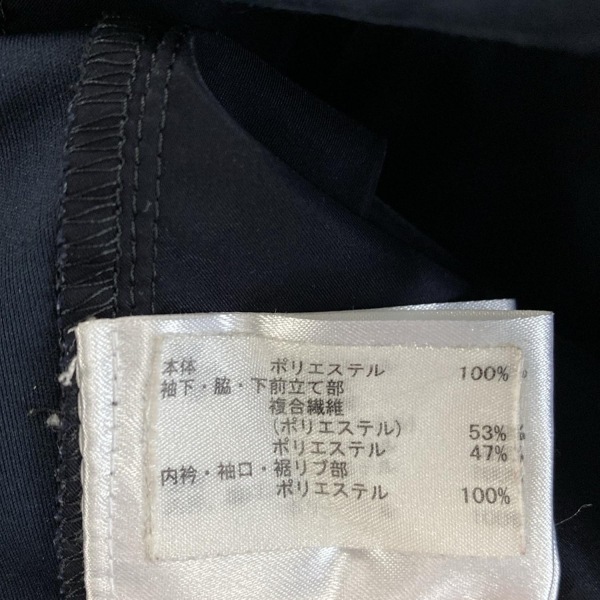 本体 ポリエステル 100%
袖下・脇・下前立て部
複合繊維
(ポリエステル) 53%
ポリエステル 47%
内衿・袖口・裾リブ部
ポリエステル 100%